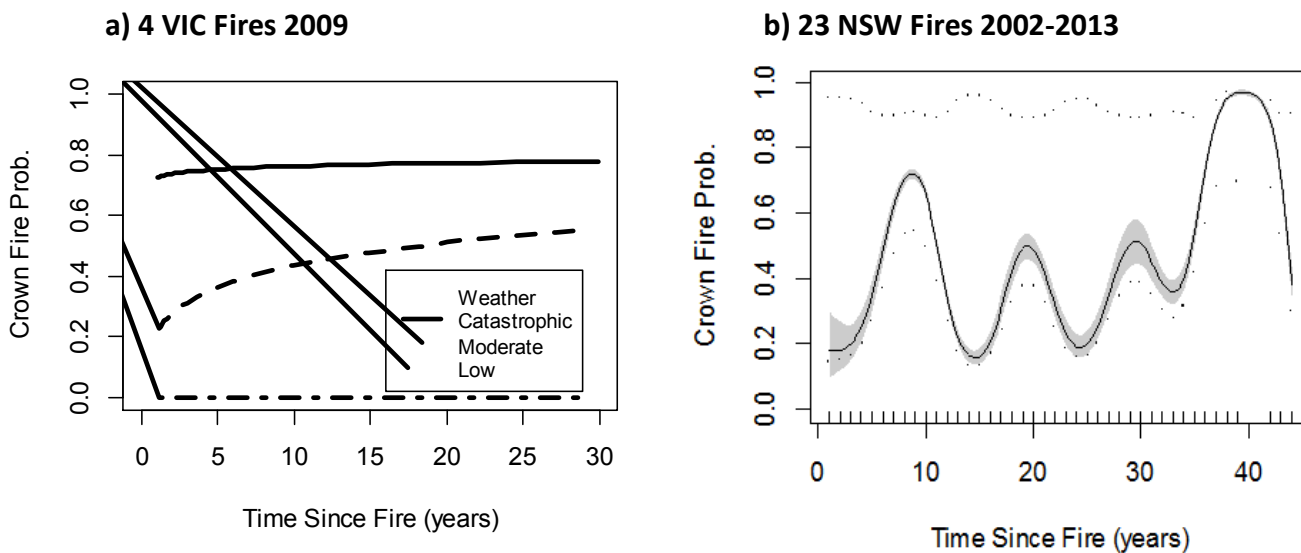 a) 4 VIC Fires 2009
Crown Fire Prob.
1.0
0.8
0.6
0.4
0.2
0.0
Weather
Catastrophic
Moderate
Low
0 5 10 15 20 25 30
Time Since Fire (years)
b) 23 NSW Fires 2002-2013
Crown Fire Prob.
1.0
0.8
0.6
0.4
0.2
0.0
0 10 20 30 40
Time Since Fire (years)